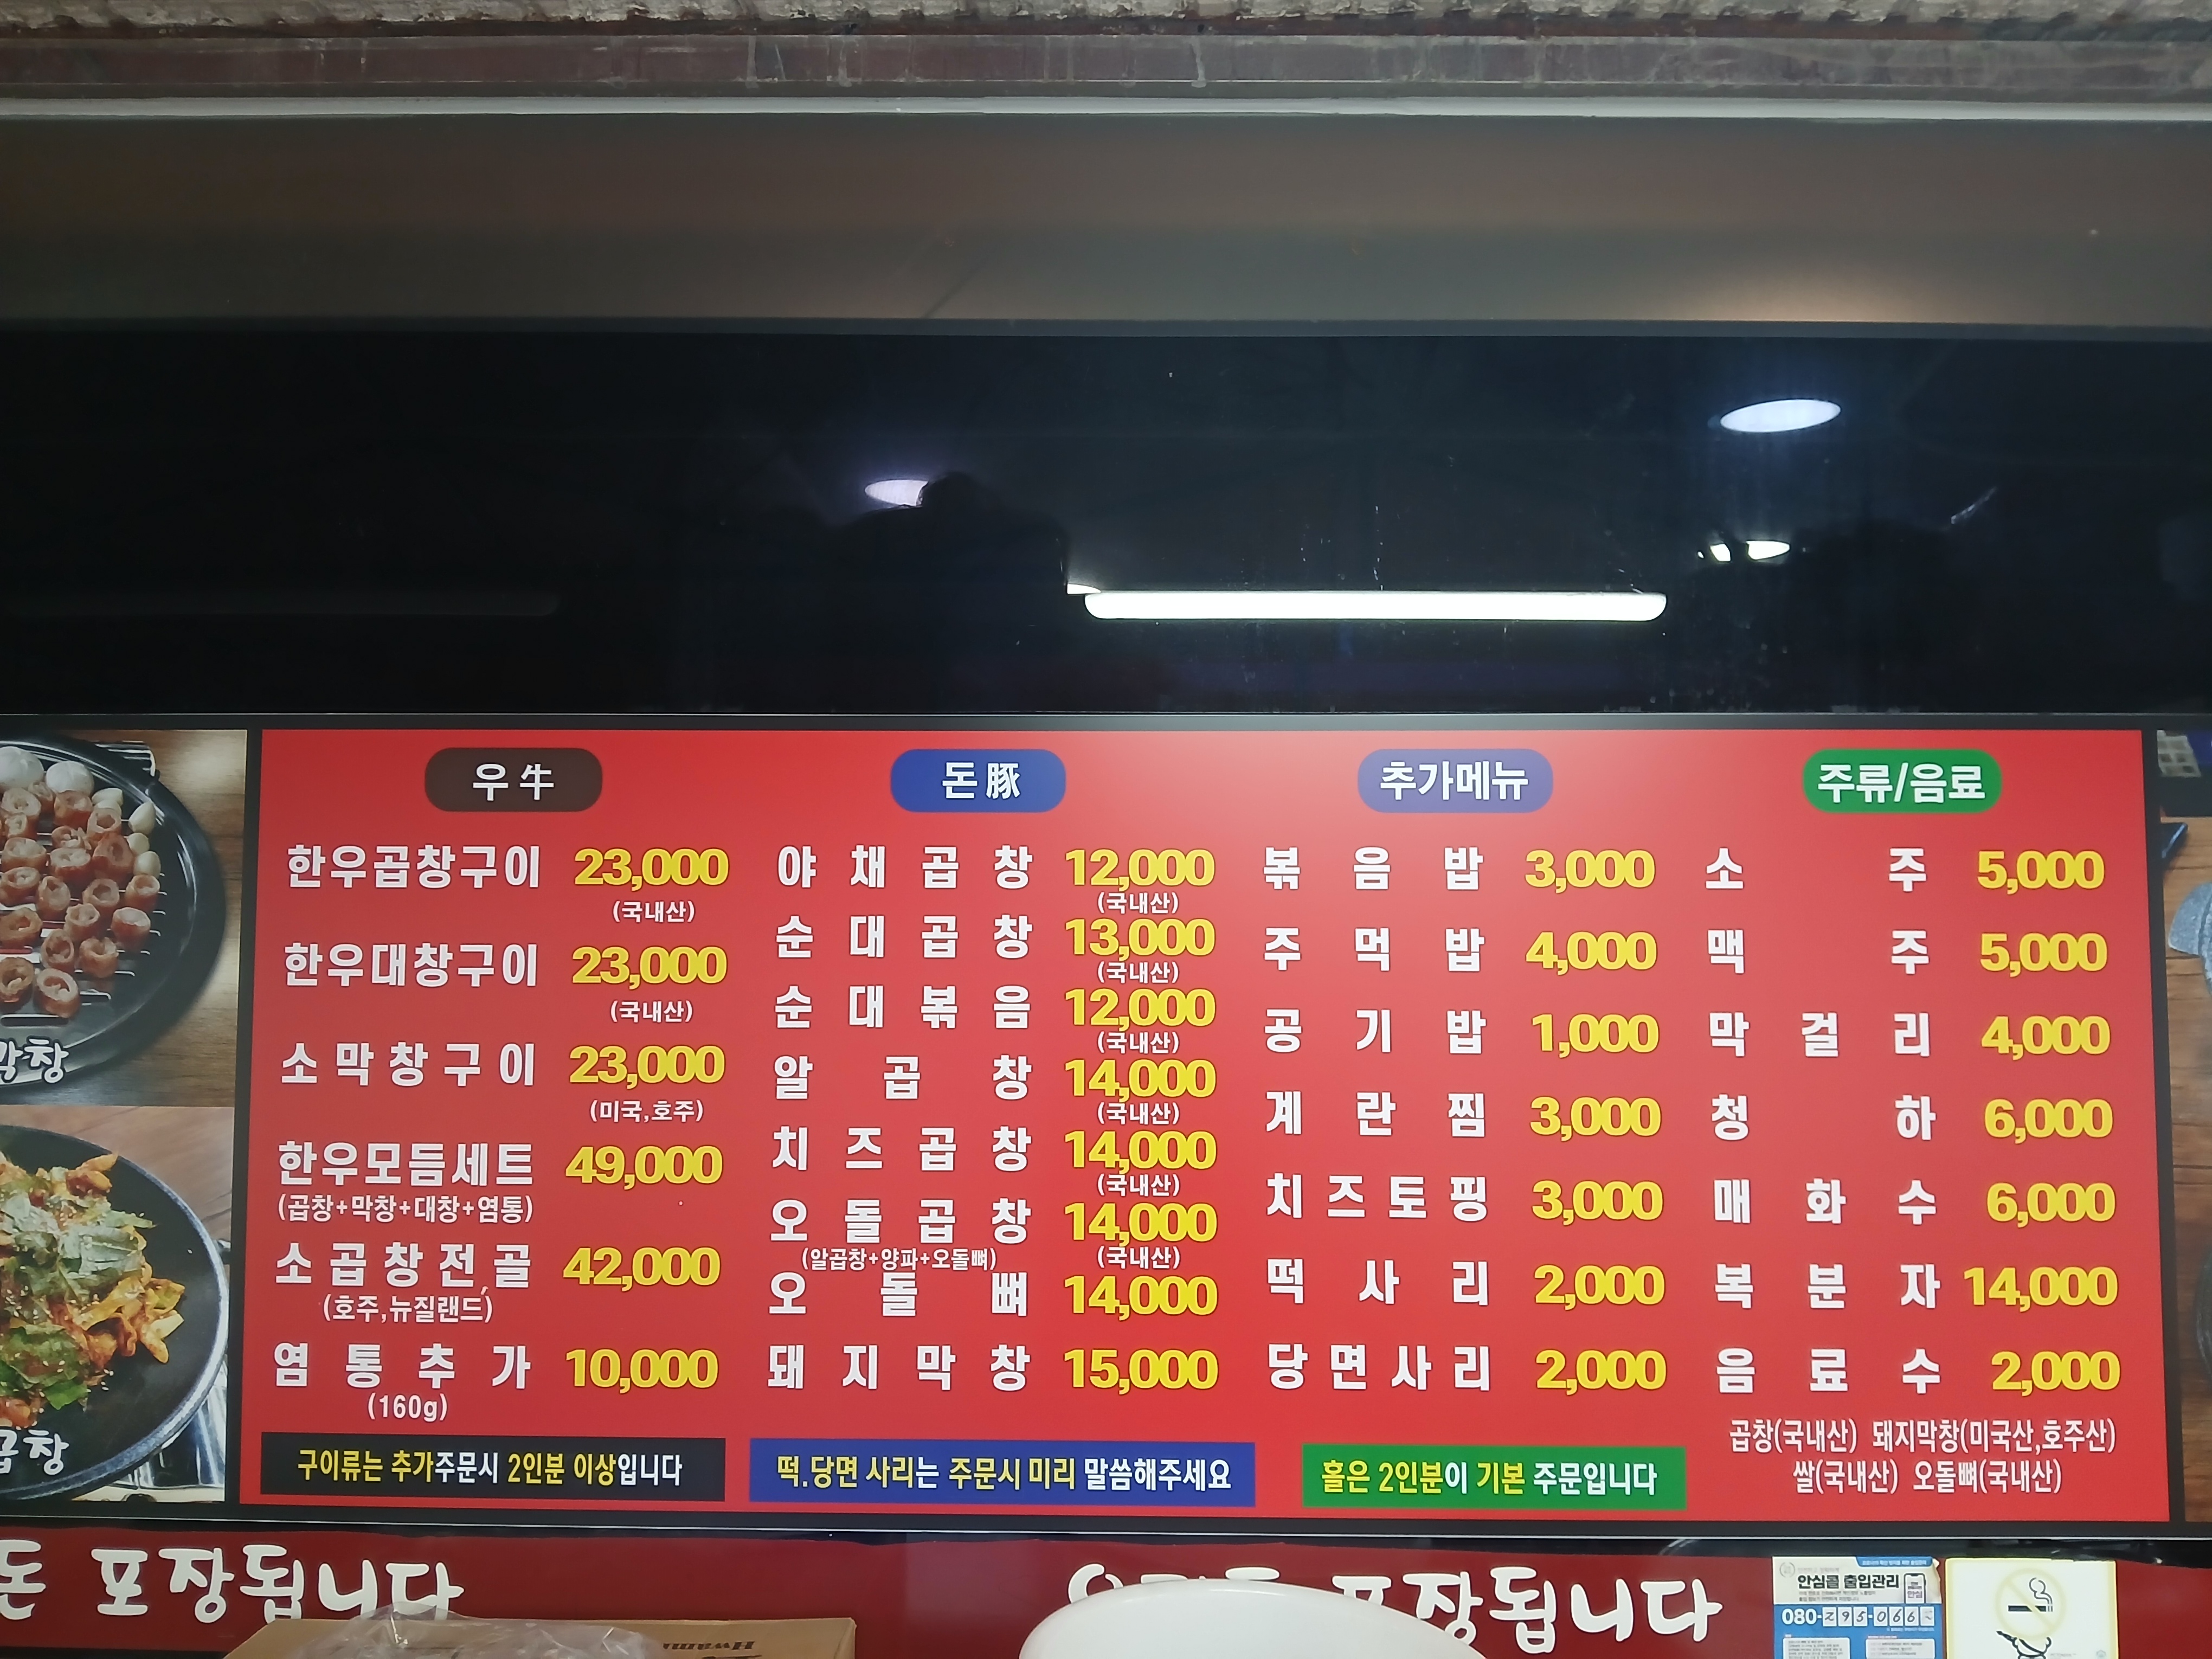 우牛
한우곱창구이 23,000
(국내산)
한우대창구이 23,000
(국내산)
소막창구이 23,000
(미국,호주)
한우모듬세트 49,000
(곱창+막창+대창+염통)
소곱창전골 42,000
(호주,뉴질랜드)
염통추가 10,000
(160g)
구이류는 추가주문시 2인분 이상입니다
돈豚
야채곱창 12,000
(국내산)
순대곱창 13,000
(국내산)
순대볶음 12,000
(국내산)
알곱창 14,000
(국내산)
치즈곱창 14,000
(국내산)
오돌곱창 14,000
(알곱창+양파+오돌뼈) (국내산)
오돌뼈 14,000
돼지막창 15,000
떡.당면 사리는 주문시 미리 말씀해주세요
추가메뉴
볶음밥 3,000
주먹밥 4,000
공기밥 1,000
계란찜 3,000
치즈토핑 3,000
떡사리 2,000
당면사리 2,000
홀은 2인분이 기본 주문입니다
주류/음료
소주 5,000
맥주 5,000
막걸리 4,000
청하 6,000
매화수 6,000
복분자 14,000
음료수 2,000
곱창(국내산) 돼지막창(미국산,호주산)
쌀(국내산) 오돌뼈(국내산)
포장됩니다
포장됩니다
안심콜 출입관리